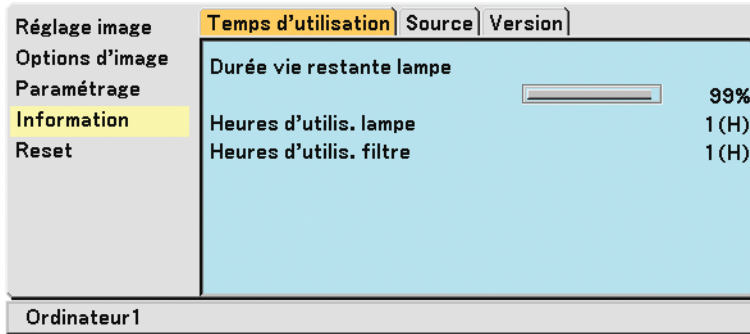 Réglage image
Options d'image
Paramétrage
Information
Reset
Temps d'utilisation Source Version
Durée vie restante lampe
99%
Heures d'utilis. lampe 1(H)
Heures d'utilis. filtre 1(H)
Ordinateur1